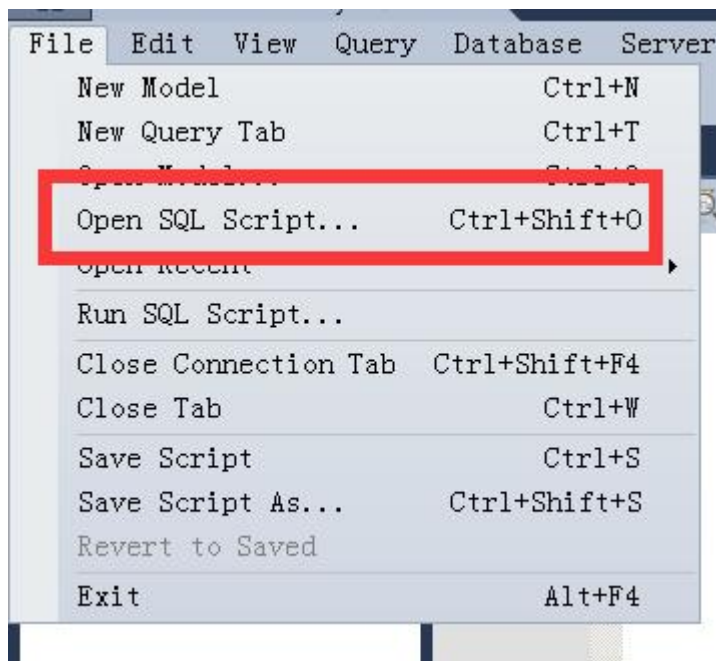 File Edit View Query Database Server
New Model Ctrl+N
New Query Tab Ctrl+T
Open SQL Script... Ctrl+Shift+O
Open Recent
Run SQL Script...
Close Connection Tab Ctrl+Shift+F4
Close Tab Ctrl+W
Save Script Ctrl+S
Save Script As... Ctrl+Shift+S
Revert to Saved
Exit Alt+F4